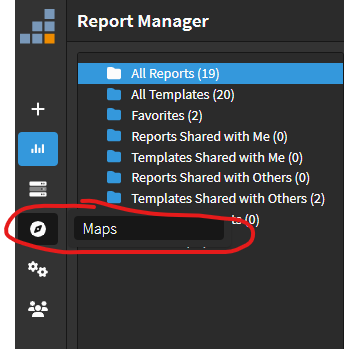 Report Manager
All Reports (19)
All Templates (20)
Favorites (2)
Reports Shared with Me (0)
Templates Shared with Me (0)
Reports Shared with Others (0)
Templates Shared with Others (2)
Maps
(0)